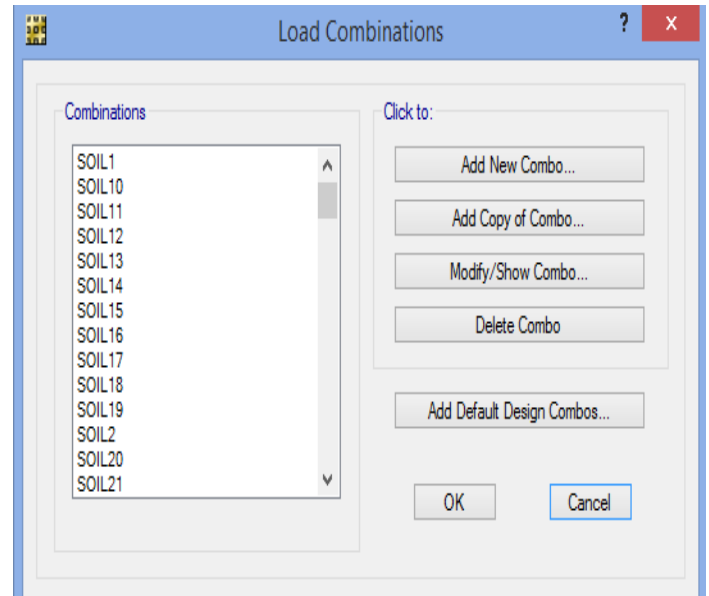 Load Combinations
?
X
Combinations
SOIL1
SOIL10
SOIL11
SOIL12
SOIL13
SOIL14
SOIL15
SOIL16
SOIL17
SOIL18
SOIL19
SOIL2
SOIL20
SOIL21
Click to:
Add New Combo...
Add Copy of Combo...
Modify/Show Combo...
Delete Combo
Add Default Design Combos...
OK
Cancel